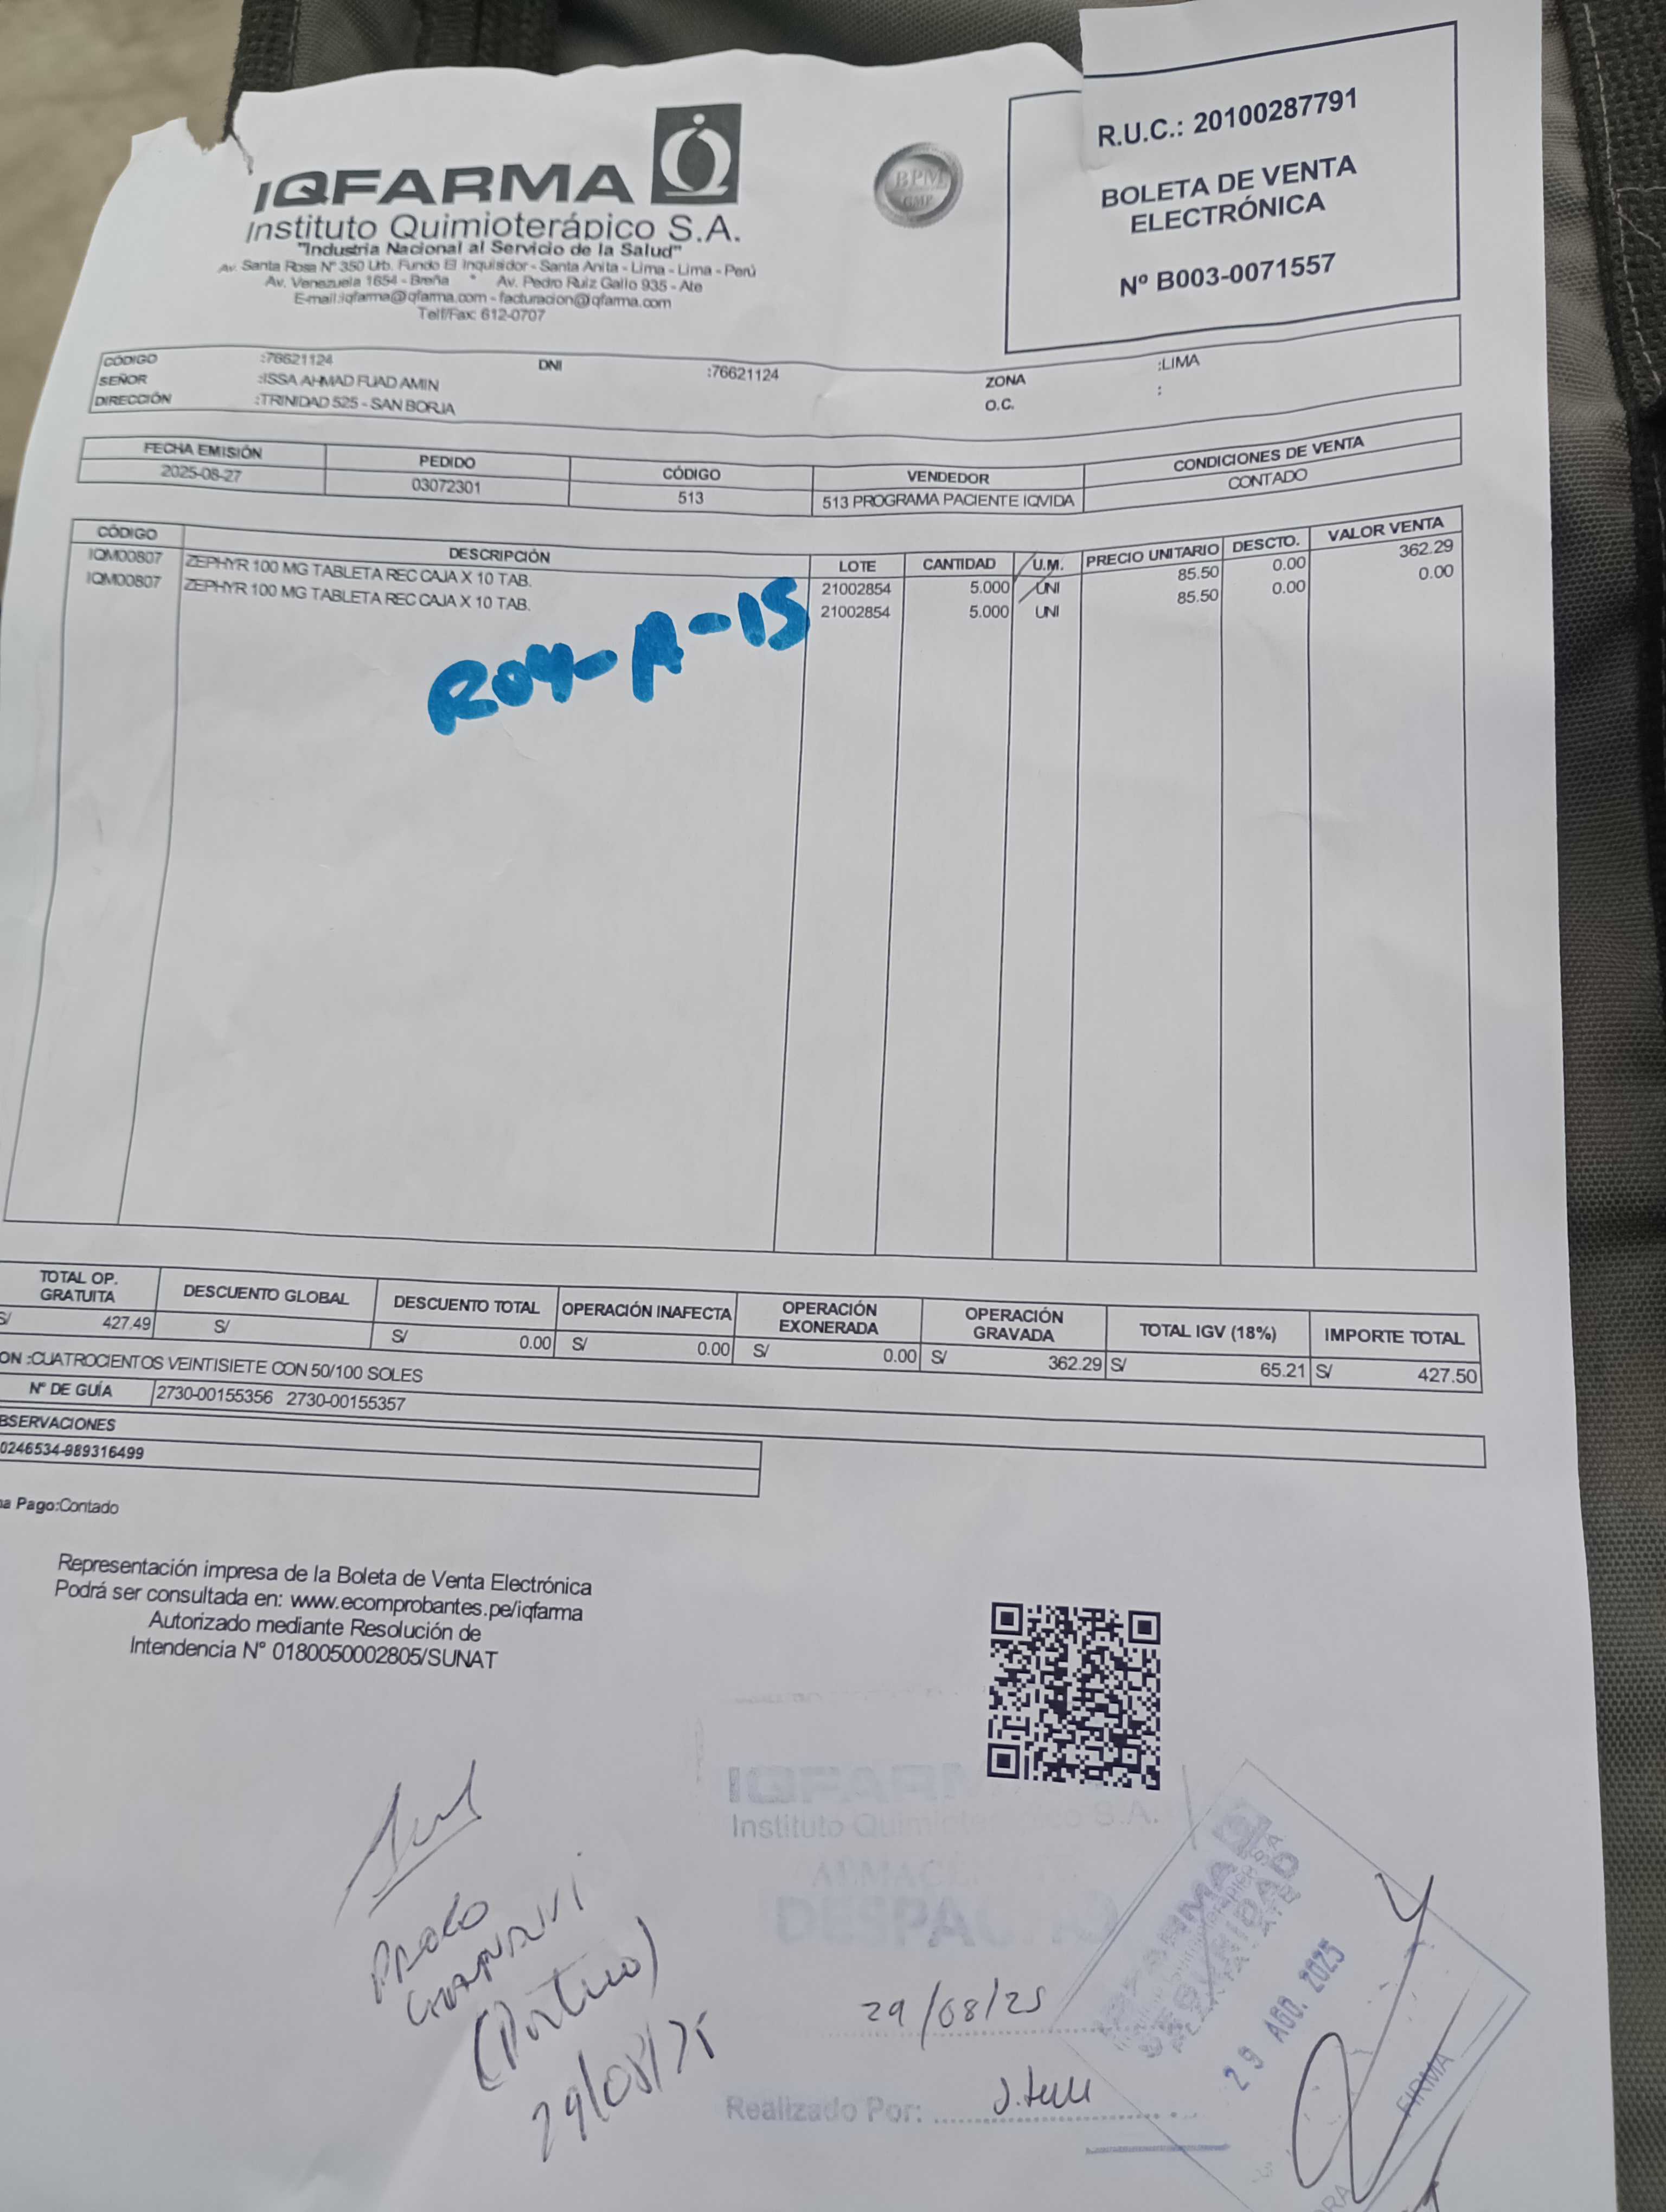 IQFARMA
Instituto Quimioterápico S.A.
"Industria Nacional al Servicio de la Salud"
Av. Santa Rosa N° 350 Urb. Fundo El Inquisidor - Santa Anita - Lima - Lima - Perú
Av. Venezuela 1654 - Breña * Av. Pedro Ruiz Gallo 935 - Ate
E-mail:iqfarma@qfarma.com - facturacion@iqfarma.com
Telf/Fax: 612-0707
BPM
GMP
R.U.C.: 20100287791
BOLETA DE VENTA
ELECTRÓNICA
Nº B003-0071557
CÓDIGO :76621124 DNI :76621124 ZONA :LIMA
SEÑOR :ISSA AHMAD FUAD AMIN O.C. :
DIRECCIÓN :TRINIDAD 525 - SAN BORJA
FECHA EMISIÓN PEDIDO CÓDIGO VENDEDOR CONDICIONES DE VENTA
2025-08-27 03072301 513 513 PROGRAMA PACIENTE IQVIDA CONTADO
CÓDIGO DESCRIPCIÓN LOTE CANTIDAD U.M. PRECIO UNITARIO DESCTO. VALOR VENTA
IQM00807 ZEPHYR 100 MG TABLETA REC CAJA X 10 TAB. 21002854 5.000 UNI 85.50 0.00 362.29
IQM00807 ZEPHYR 100 MG TABLETA REC CAJA X 10 TAB. 21002854 5.000 UNI 85.50 0.00 0.00
R04-A-15
TOTAL OP. GRATUITA DESCUENTO GLOBAL DESCUENTO TOTAL OPERACIÓN INAFECTA OPERACIÓN EXONERADA OPERACIÓN GRAVADA TOTAL IGV (18%) IMPORTE TOTAL
S/ 427.49 S/ S/ 0.00 S/ 0.00 S/ 0.00 S/ 362.29 S/ 65.21 S/ 427.50
ON :CUATROCIENTOS VEINTISIETE CON 50/100 SOLES
N° DE GUÍA 2730-00155356 2730-00155357
BSERVACIONES
0246534-989316499
na Pago:Contado
Representación impresa de la Boleta de Venta Electrónica
Podrá ser consultada en: www.ecomprobantes.pe/iqfarma
Autorizado mediante Resolución de
Intendencia N° 0180050002805/SUNAT
IQFARM
Instituto Quimioterápico S.A.
DESPACHO
29/08/25
Realizado Por:
29 AGO. 2025
FIRMA
29/08/25